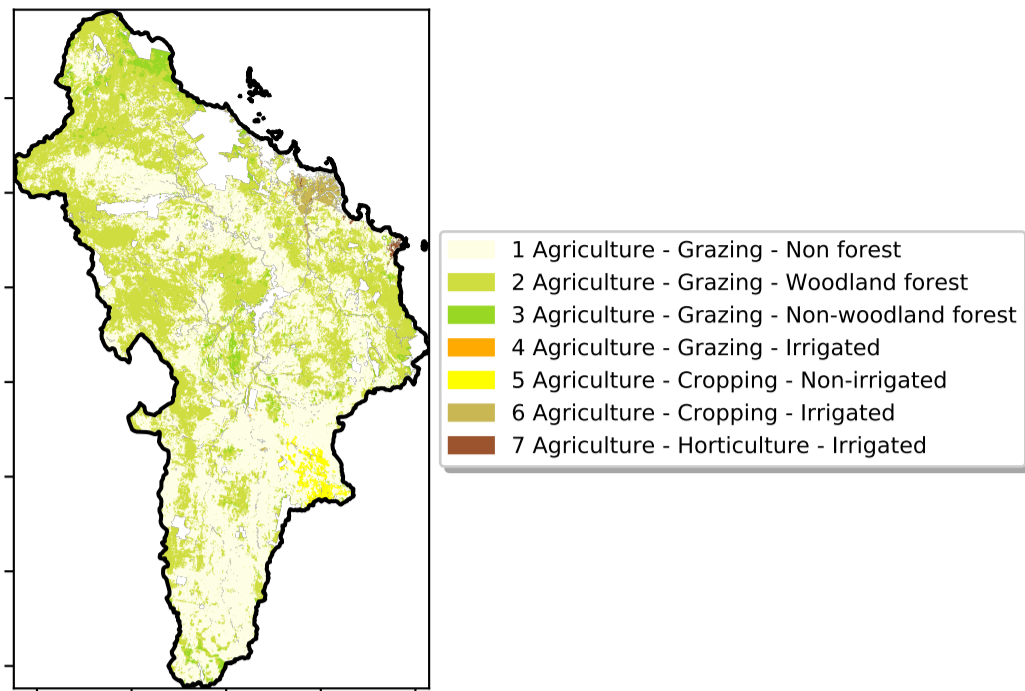 1 Agriculture - Grazing - Non forest
2 Agriculture - Grazing - Woodland forest
3 Agriculture - Grazing - Non-woodland forest
4 Agriculture - Grazing - Irrigated
5 Agriculture - Cropping - Non-irrigated
6 Agriculture - Cropping - Irrigated
7 Agriculture - Horticulture - Irrigated